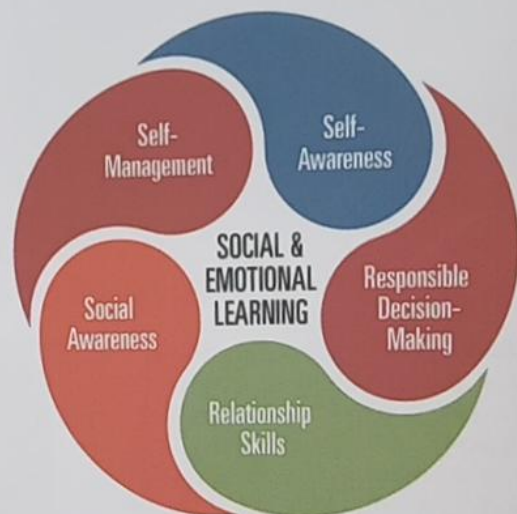 Self-
Management
Self-
Awareness
SOCIAL &
EMOTIONAL
LEARNING
Responsible
Decision-
Making
Social
Awareness
Relationship
Skills